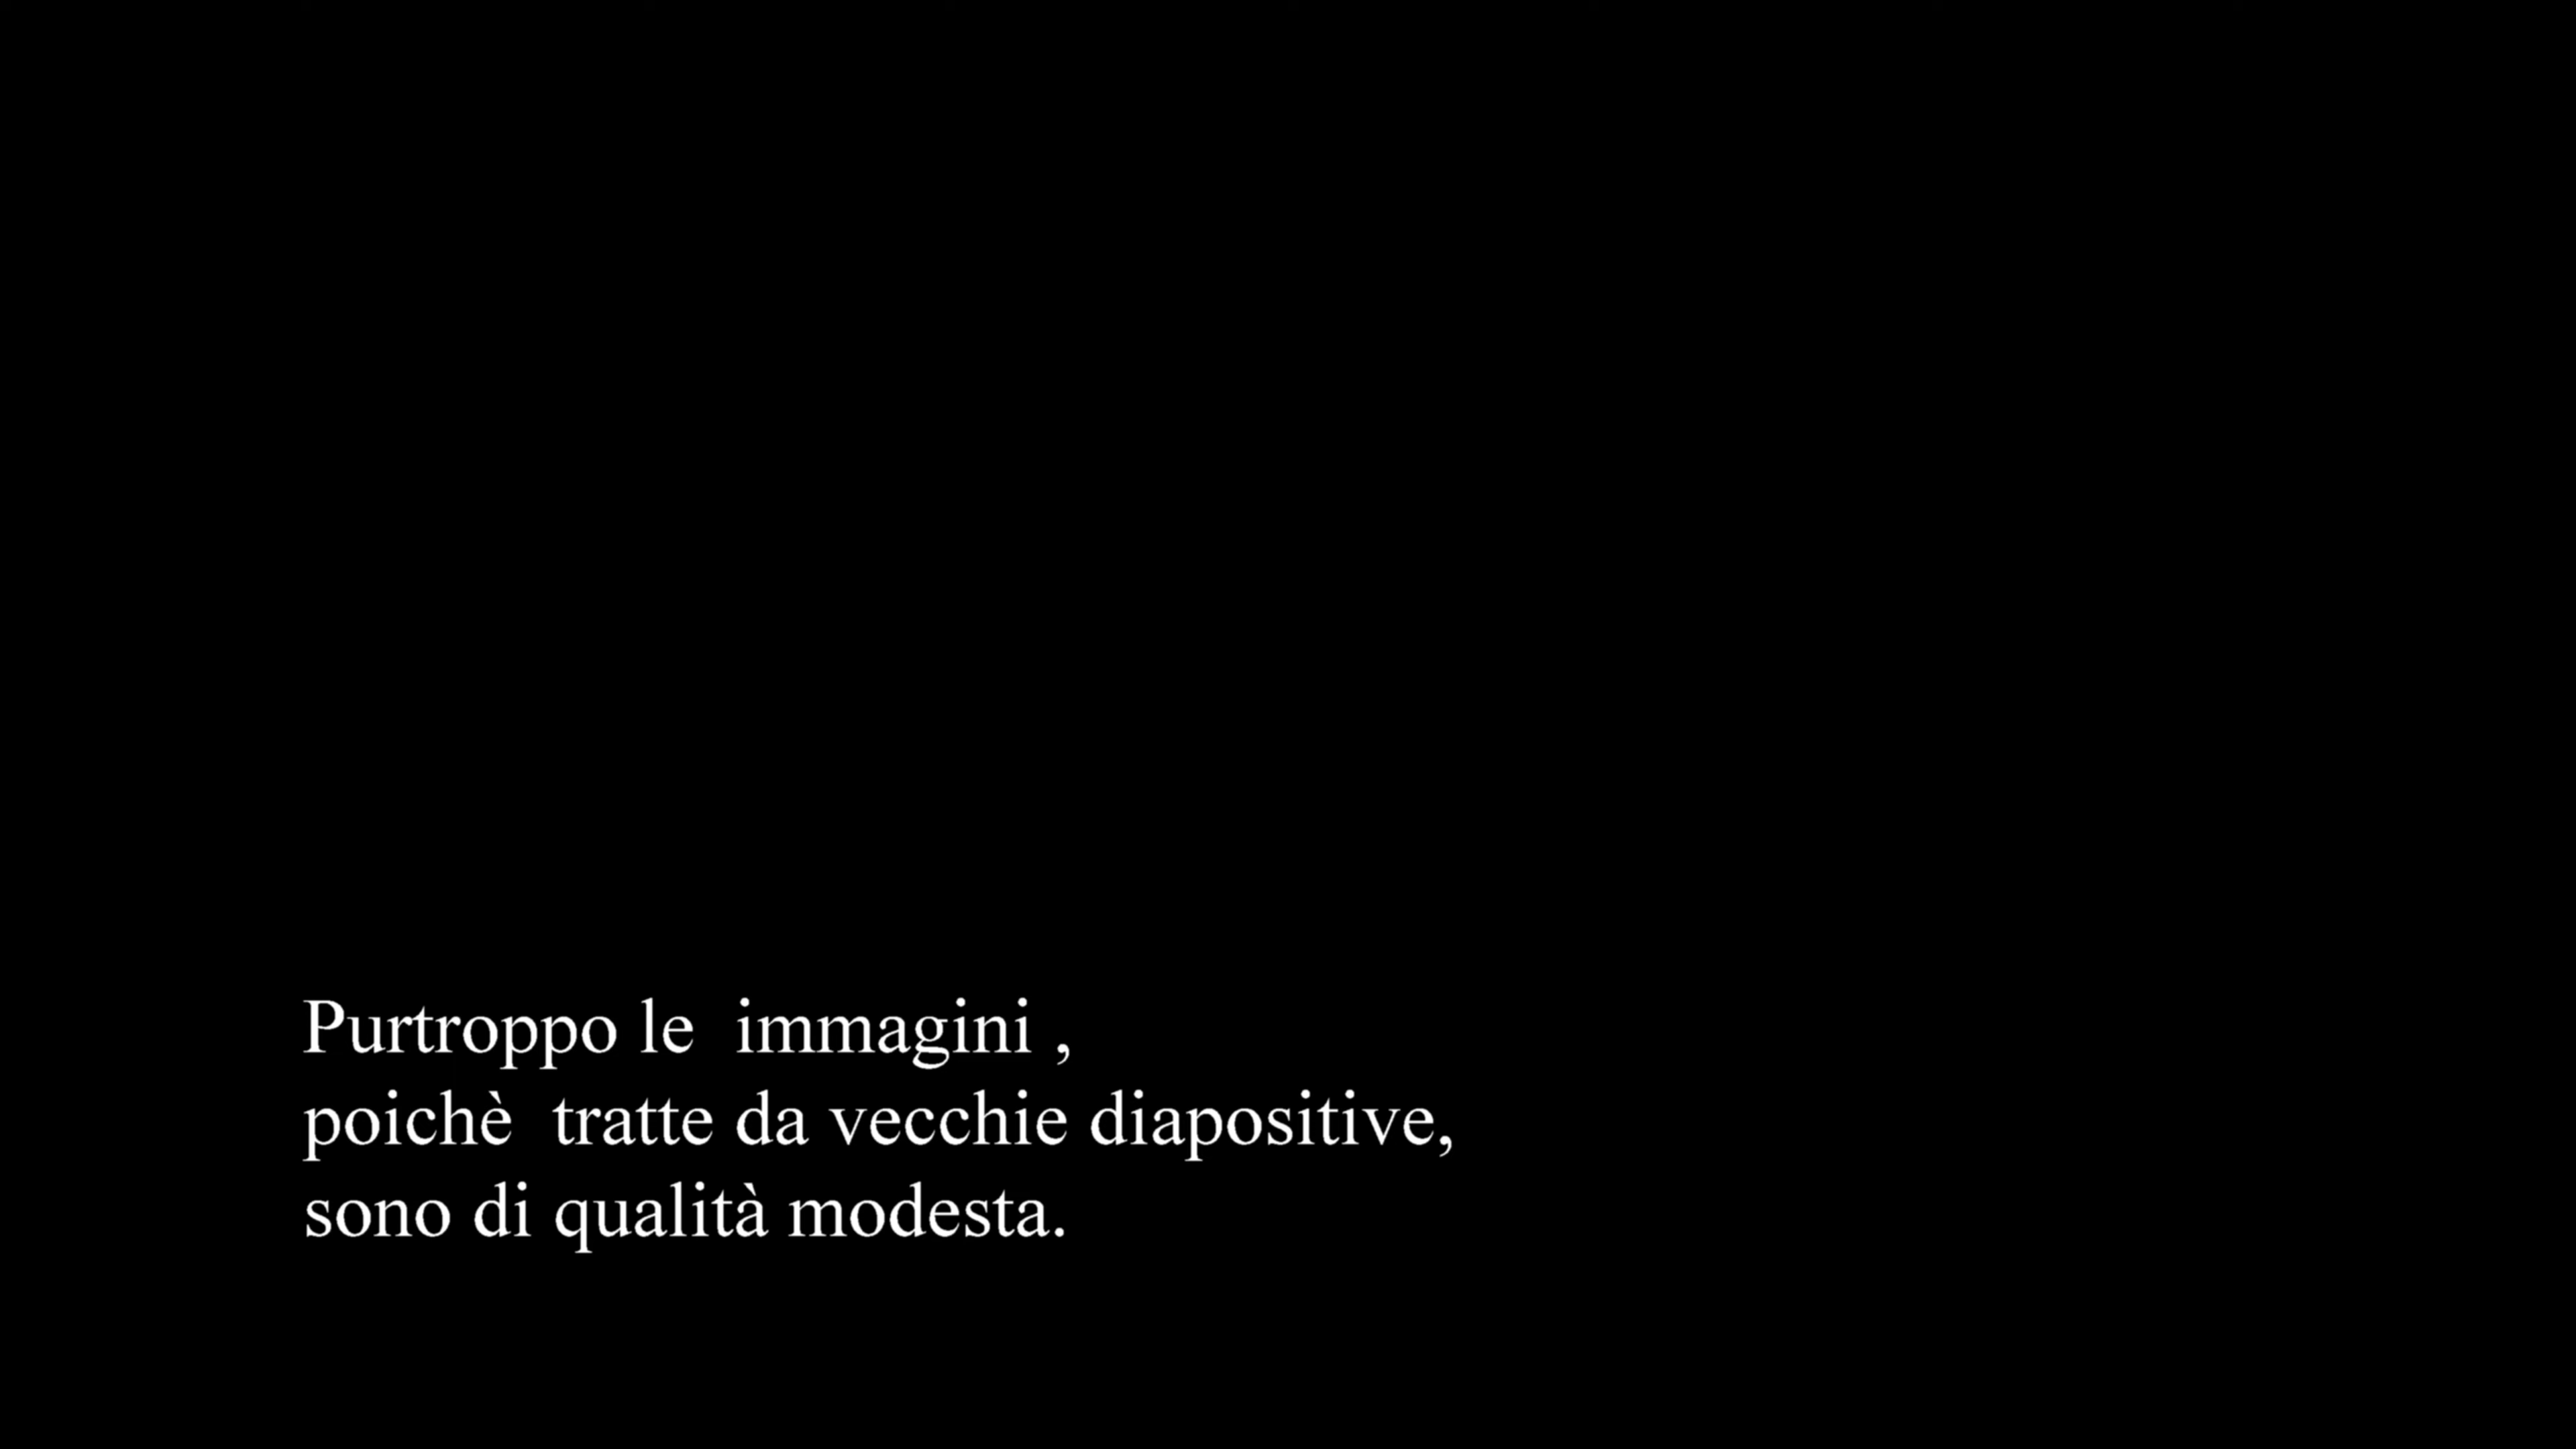 Purtroppo le  immagini ,
poichè  tratte da vecchie diapositive,
sono di qualità modesta.